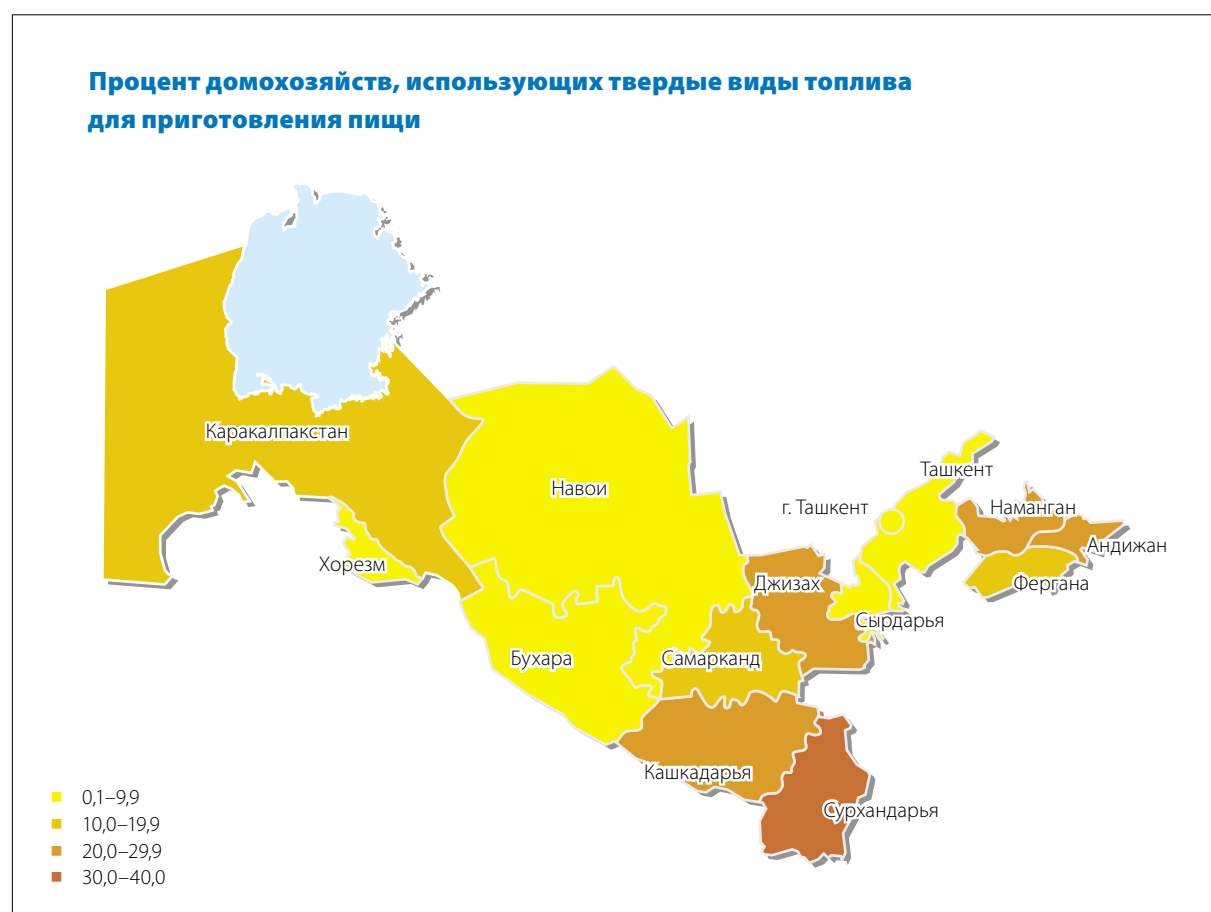 Процент домохозяйств, использующих твердые виды топлива
для приготовления пищи
Каракалпакстан
Навои
Ташкент
г. Ташкент
Наманган
Андижан
Хорезм
Джизах
Фергана
Сырдарья
Бухара
Самарканд
Кашкадарья
Сурхандарья
0,1–9,9
10,0–19,9
20,0–29,9
30,0–40,0